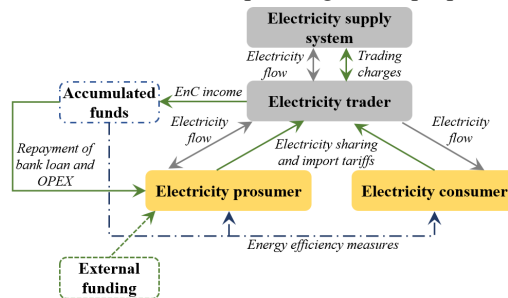 Electricity supply
system
Electricity
flow
Trading
charges
EnC income
Accumulated
funds
Electricity trader
Electricity
flow
Electricity sharing
and import tariffs
Electricity
flow
Repayment of
bank loan and
OPEX
Electricity prosumer
Electricity consumer
Energy efficiency measures
External
funding